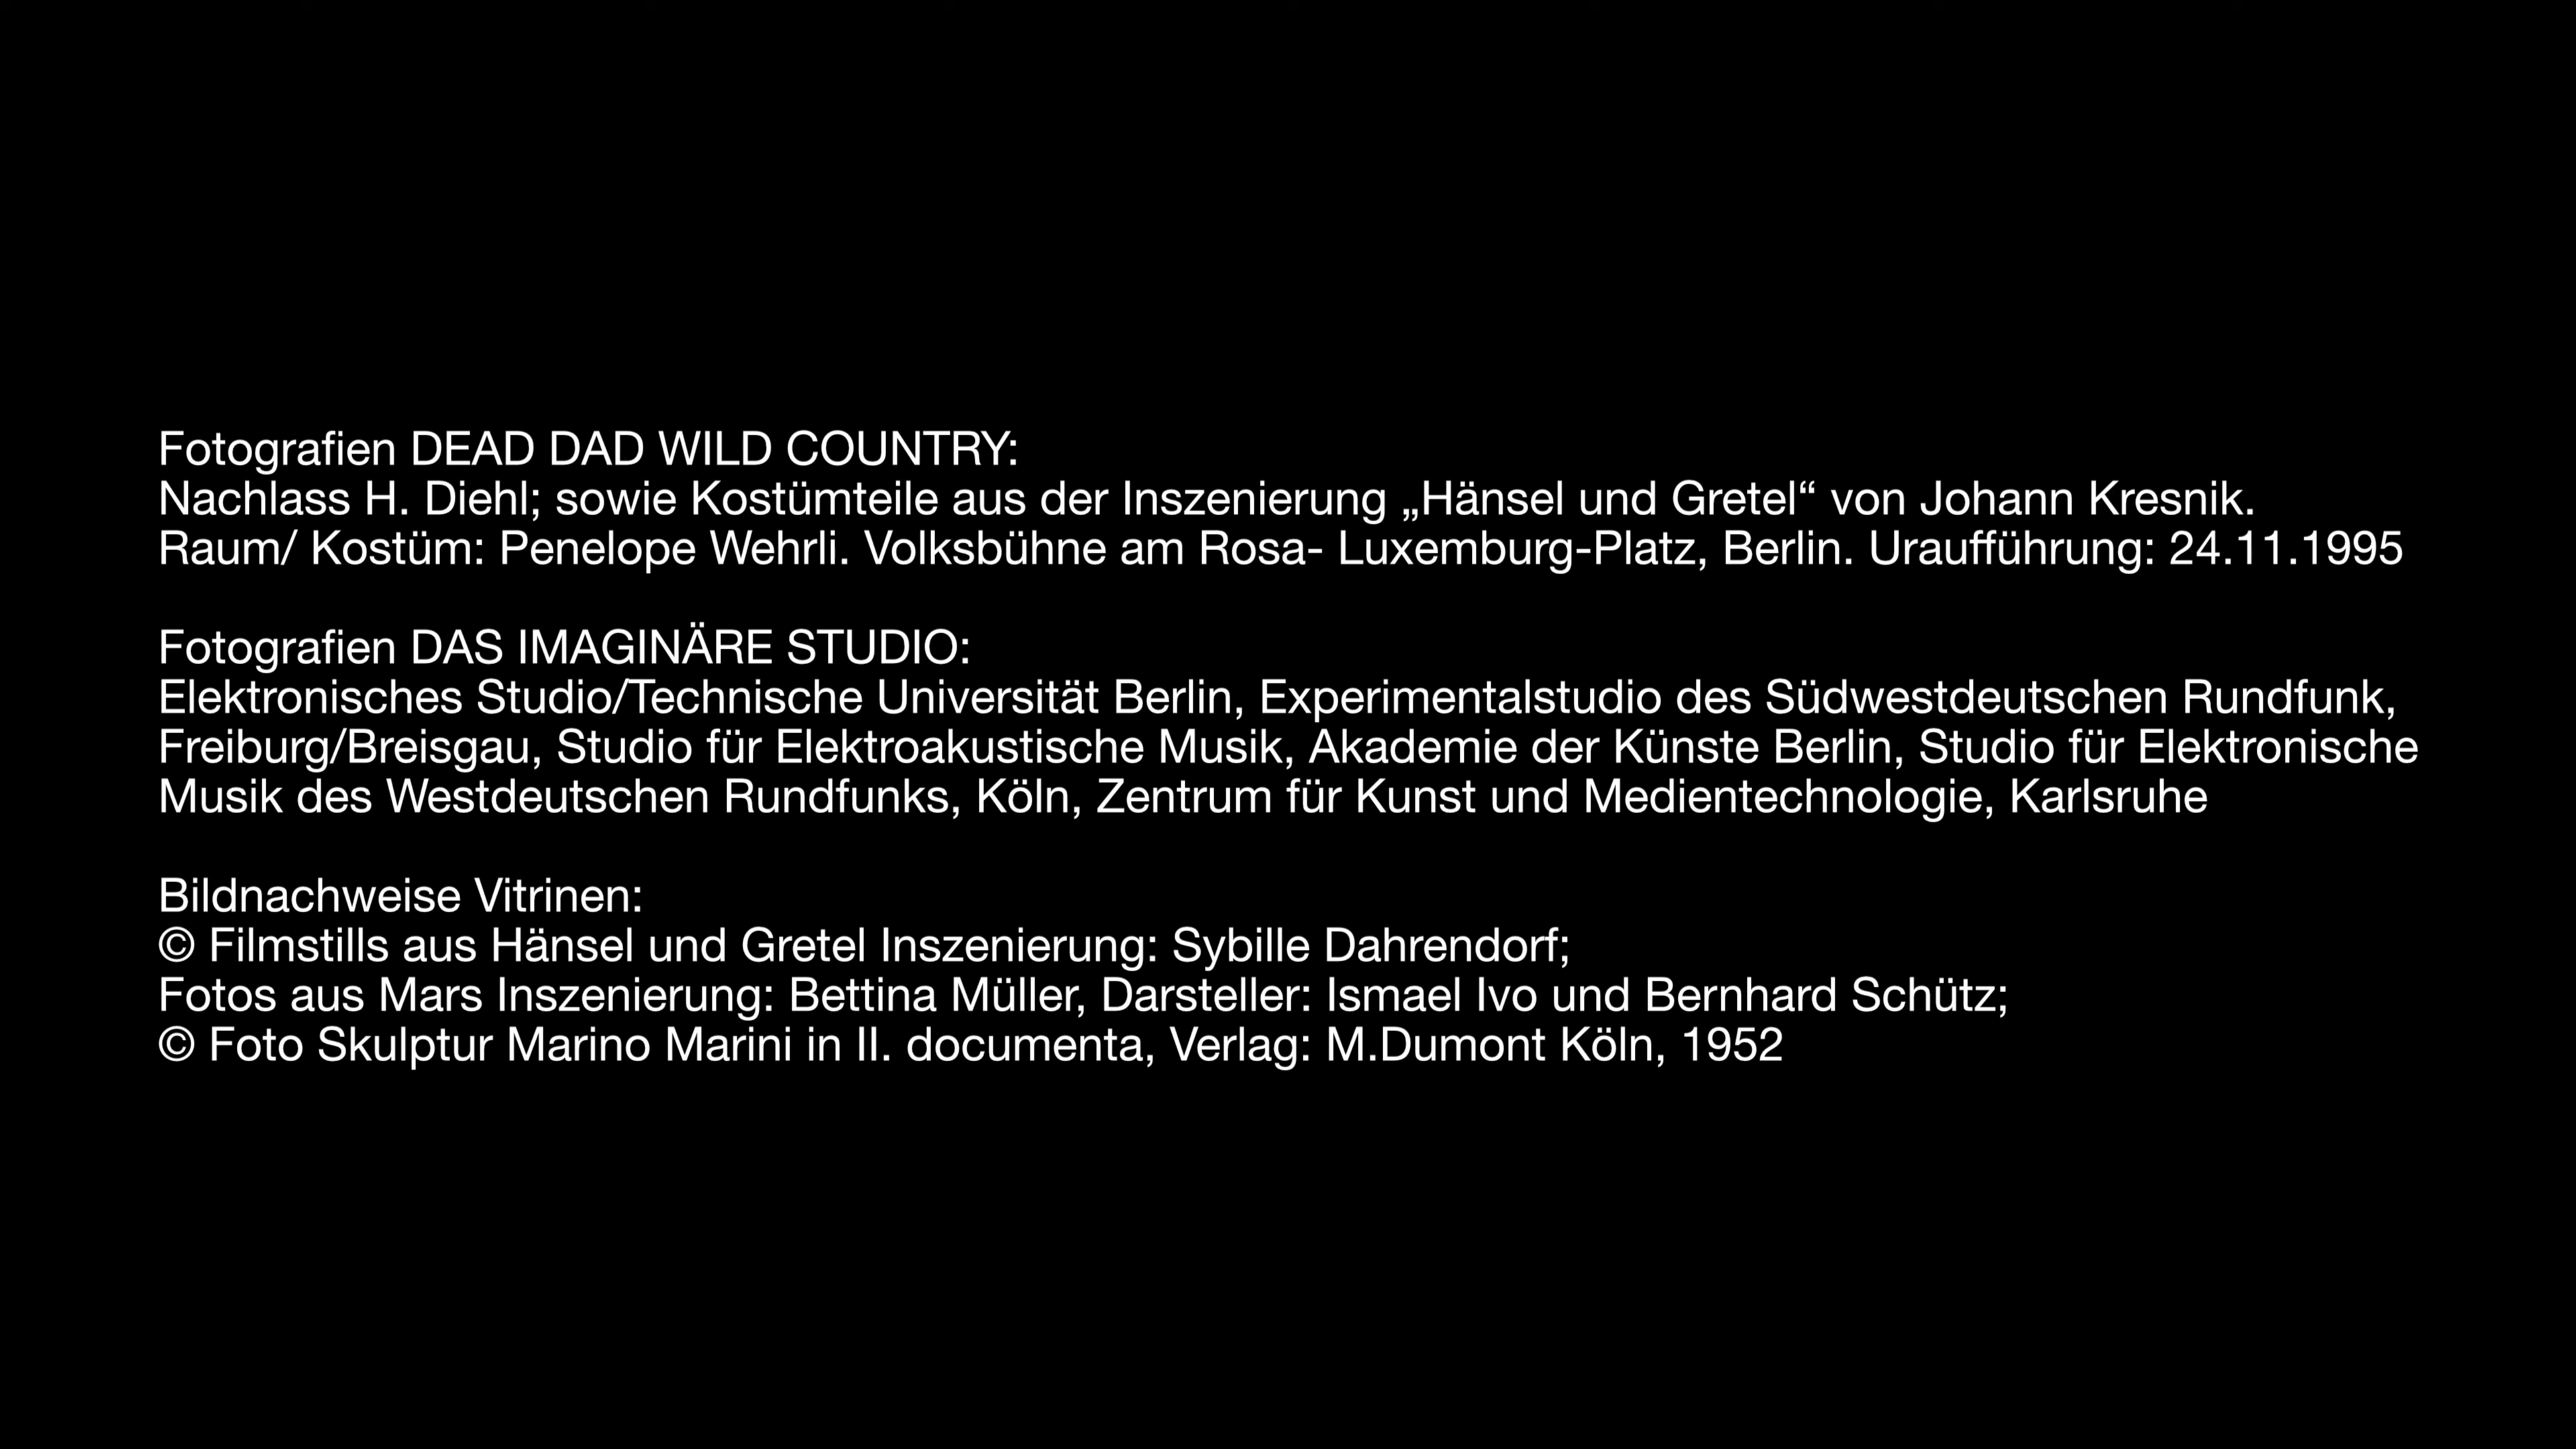 Fotografien DEAD DAD WILD COUNTRY:
Nachlass H. Diehl; sowie Kostümteile aus der Inszenierung „Hänsel und Gretel“ von Johann Kresnik.
Raum/ Kostüm: Penelope Wehrli. Volksbühne am Rosa- Luxemburg-Platz, Berlin. Uraufführung: 24.11.1995
Fotografien DAS IMAGINÄRE STUDIO:
Elektronisches Studio/Technische Universität Berlin, Experimentalstudio des Südwestdeutschen Rundfunk,
Freiburg/Breisgau, Studio für Elektroakustische Musik, Akademie der Künste Berlin, Studio für Elektronische
Musik des Westdeutschen Rundfunks, Köln, Zentrum für Kunst und Medientechnologie, Karlsruhe
Bildnachweise Vitrinen:
© Filmstills aus Hänsel und Gretel Inszenierung: Sybille Dahrendorf;
Fotos aus Mars Inszenierung: Bettina Müller, Darsteller: Ismael Ivo und Bernhard Schütz;
© Foto Skulptur Marino Marini in II. documenta, Verlag: M.Dumont Köln, 1952